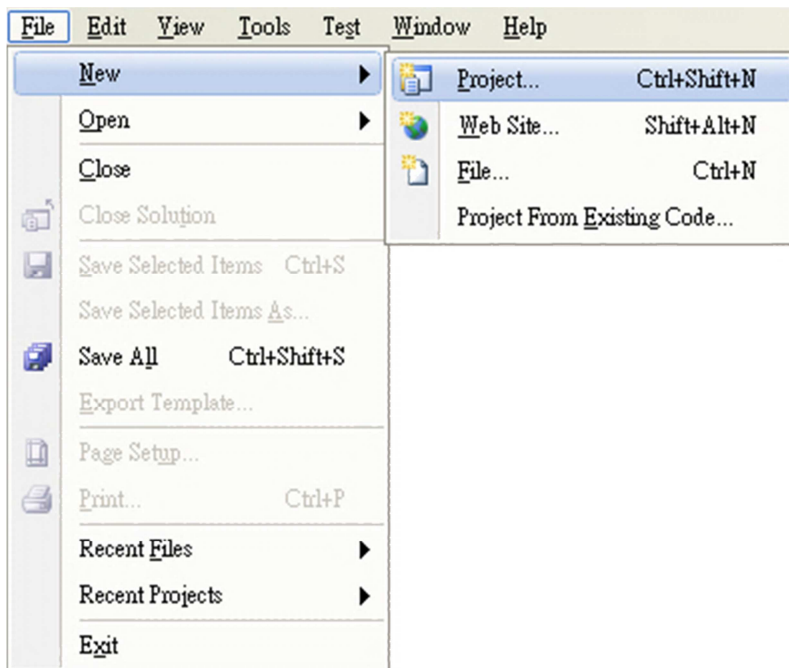 File Edit View Tools Test Window Help
New
Open
Close
Close Solution
Save Selected Items Ctrl+S
Save Selected Items As...
Save All Ctrl+Shift+S
Export Template...
Page Setup...
Print... Ctrl+P
Recent Files
Recent Projects
Exit
Project... Ctrl+Shift+N
Web Site... Shift+Alt+N
File... Ctrl+N
Project From Existing Code...